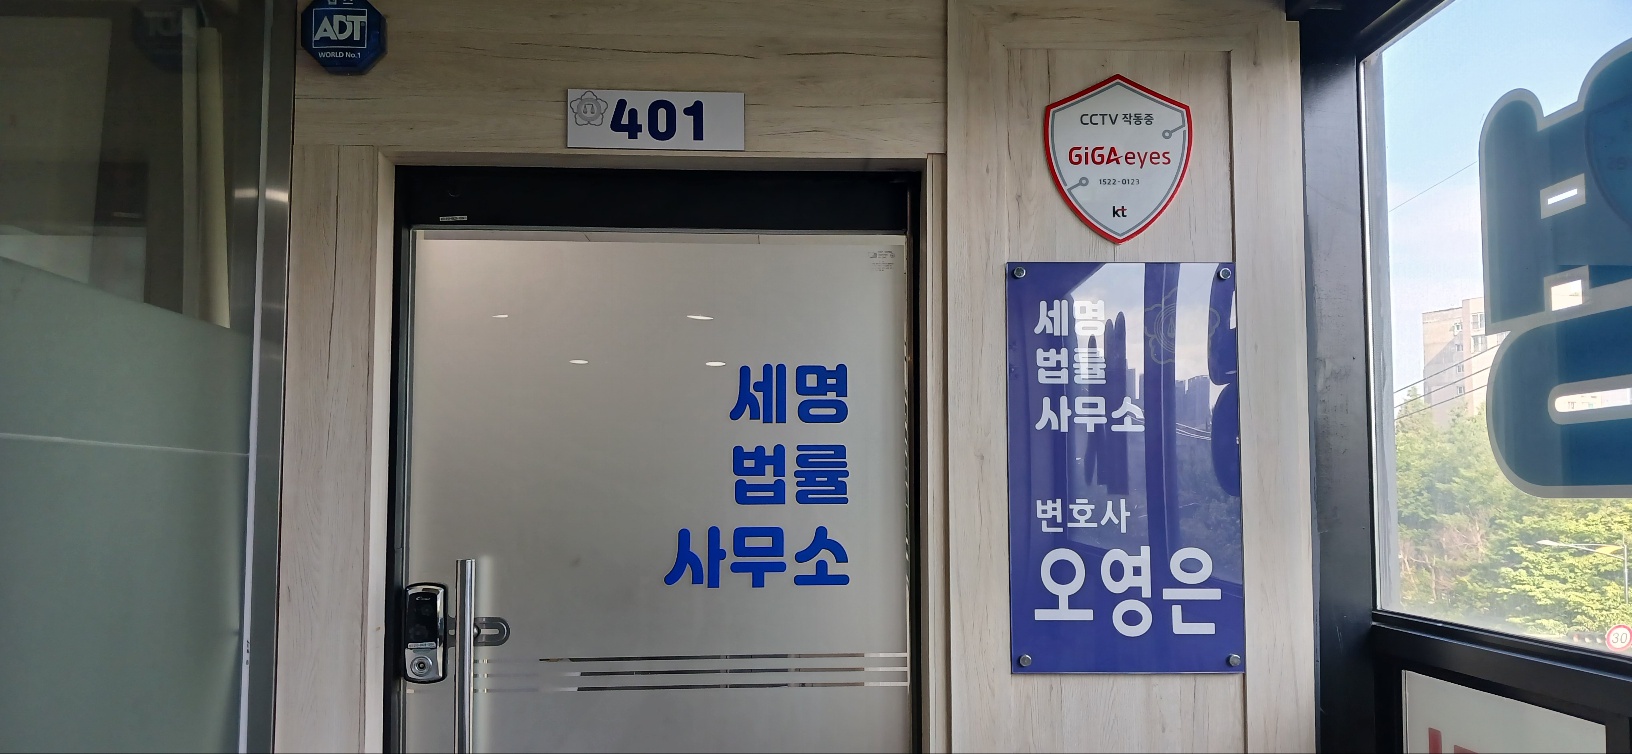 ADT
WORLD No.1
401
CCTV 작동중
GiGA eyes
1522-0123
kt
세명
법률
사무소
세명
법률
사무소
변호사
오영은
30